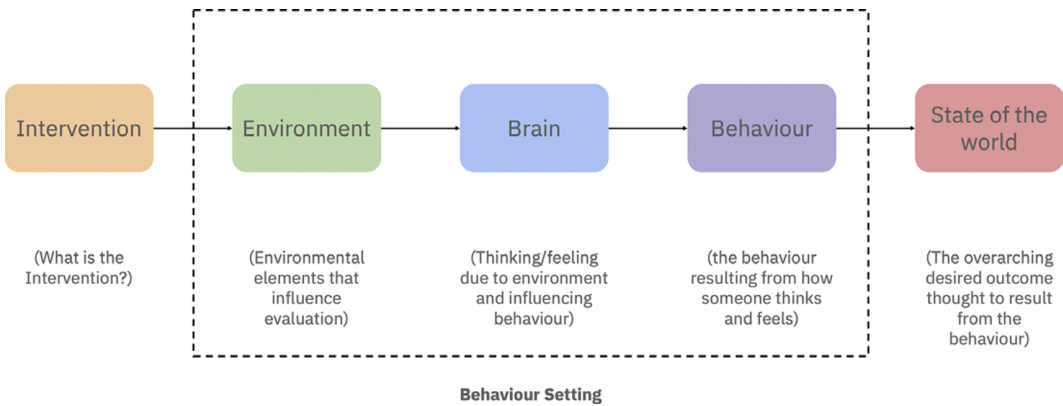 Intervention
Environment
Brain
Behaviour
State of the
world
(What is the
Intervention?)
(Environmental
elements that
influence
evaluation)
(Thinking/feeling
due to environment
and influencing
behaviour)
(the behaviour
resulting from how
someone thinks
and feels)
(The overarching
desired outcome
thought to result
from the
behaviour)
Behaviour Setting